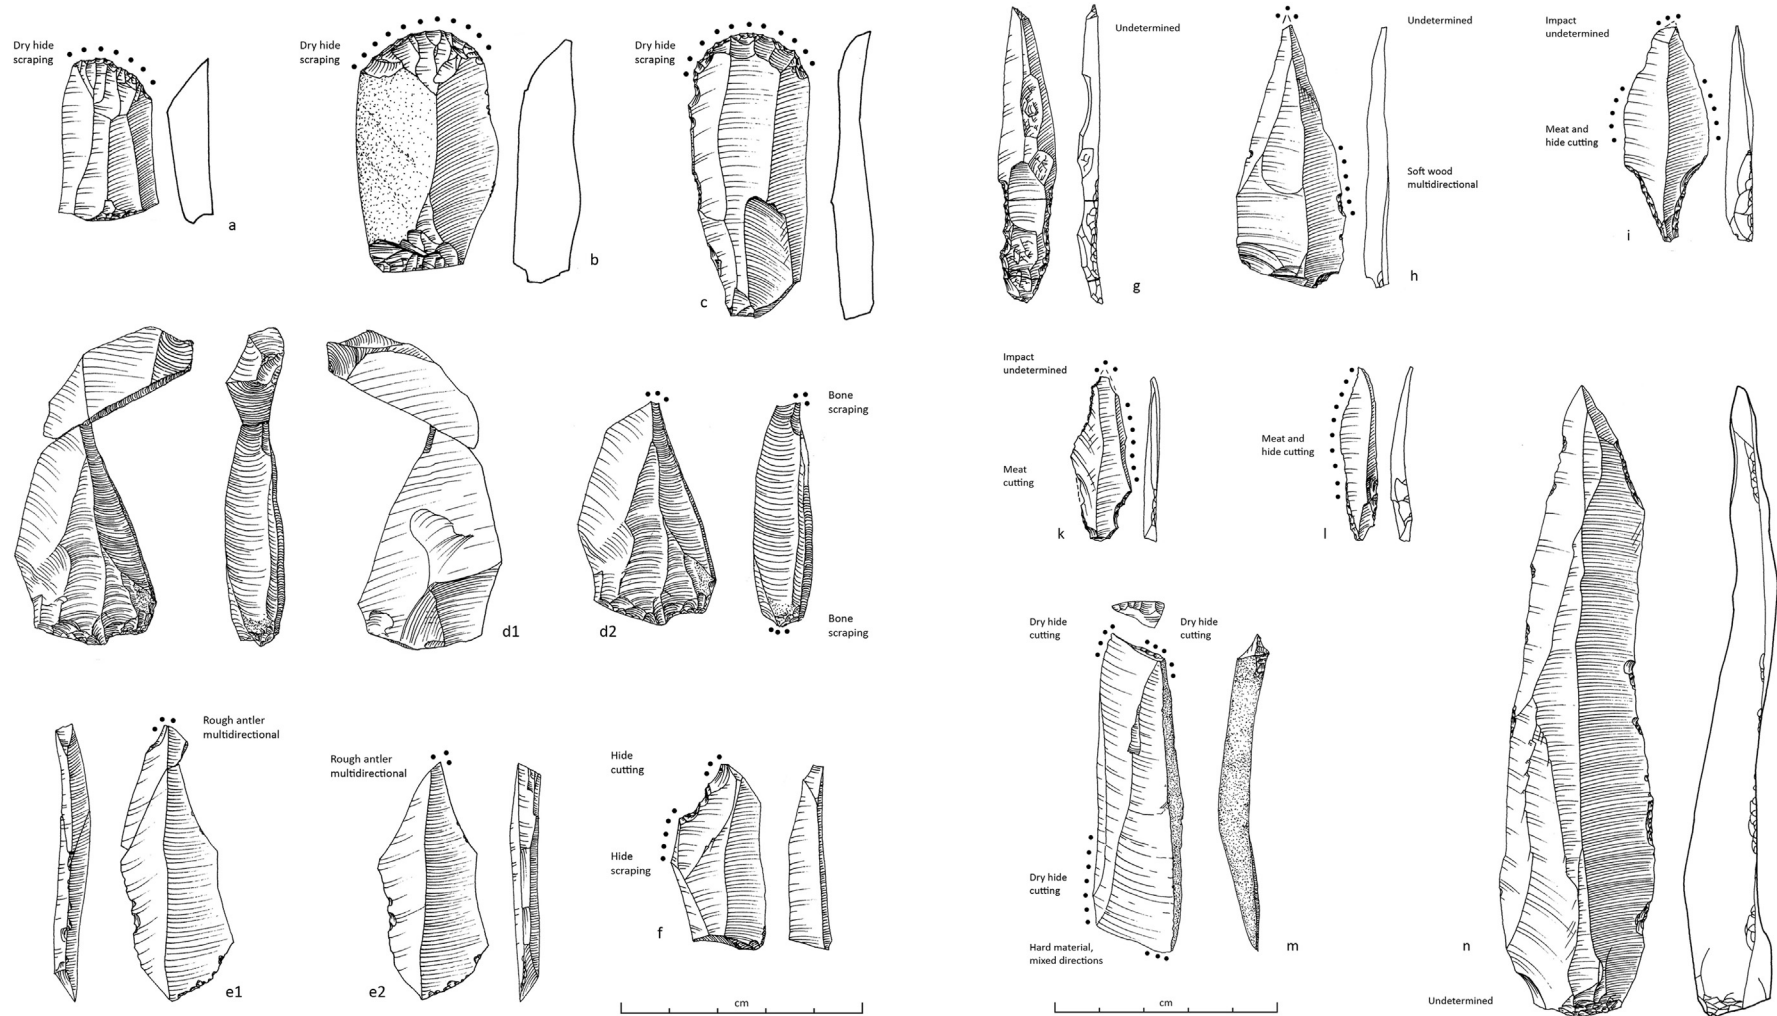 Dry hide
scraping
a
Dry hide
scraping
b
Dry hide
scraping
c
d1
Bone
scraping
Bone
scraping
d2
Rough antler
multidirectional
e1
Rough antler
multidirectional
e2
Hide
cutting
Hide
scraping
f
cm
Undetermined
g
Undetermined
Soft wood
multidirectional
h
Impact
undetermined
Meat and
hide cutting
i
Impact
undetermined
Meat
cutting
k
Meat and
hide cutting
l
Dry hide
cutting
Dry hide
cutting
Dry hide
cutting
Hard material,
mixed directions
m
cm
n
Undetermined